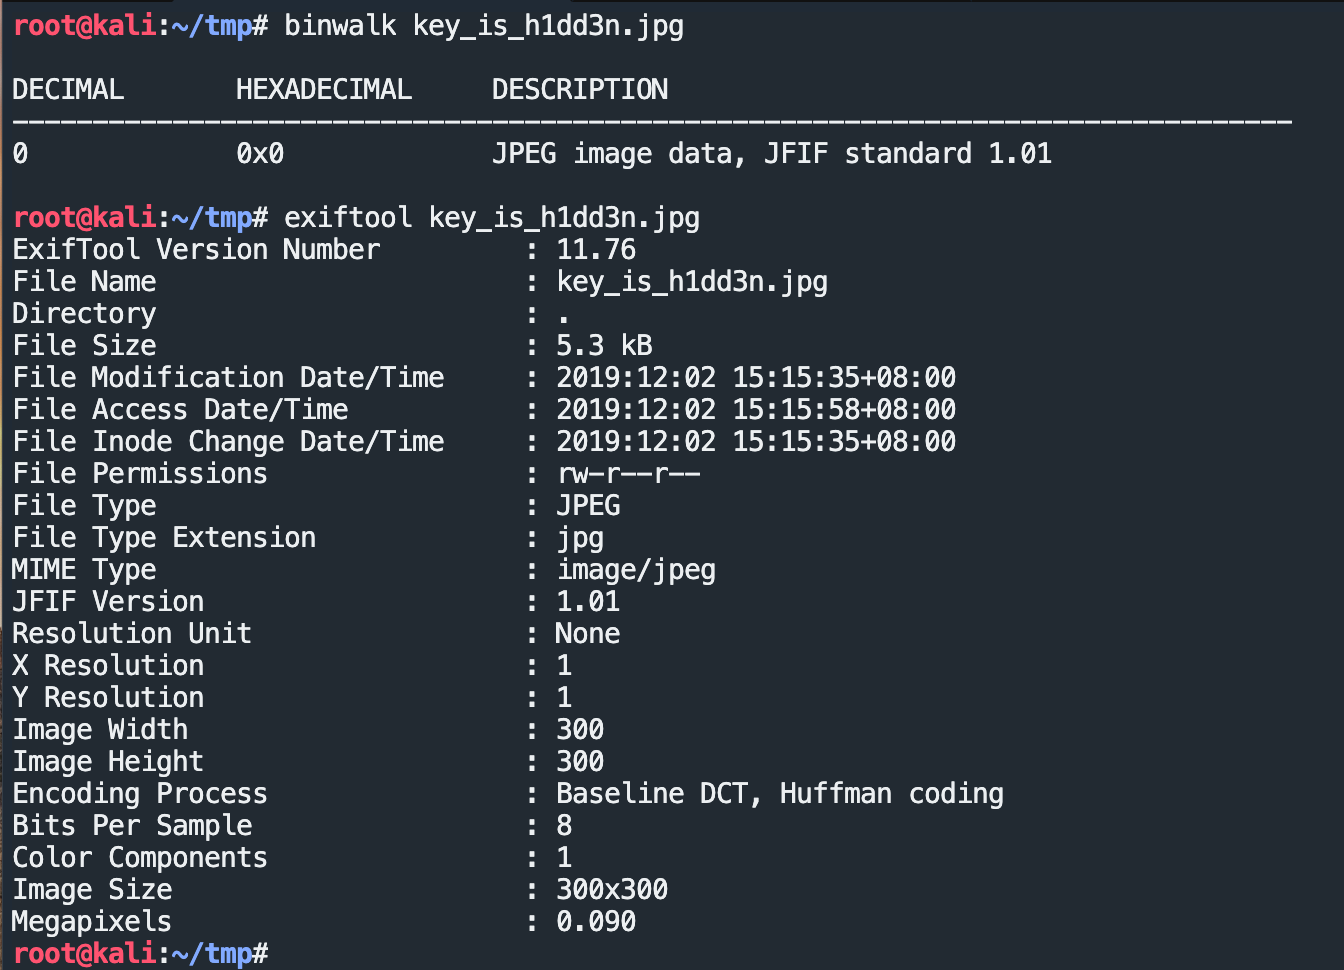 root@kali:~/tmp# binwalk key_is_h1dd3n.jpg
DECIMAL       HEXADECIMAL     DESCRIPTION
--------------------------------------------------------------------------------
0             0x0             JPEG image data, JFIF standard 1.01
root@kali:~/tmp# exiftool key_is_h1dd3n.jpg
ExifTool Version Number         : 11.76
File Name                       : key_is_h1dd3n.jpg
Directory                       : .
File Size                       : 5.3 kB
File Modification Date/Time     : 2019:12:02 15:15:35+08:00
File Access Date/Time           : 2019:12:02 15:15:58+08:00
File Inode Change Date/Time     : 2019:12:02 15:15:35+08:00
File Permissions                : rw-r--r--
File Type                       : JPEG
File Type Extension             : jpg
MIME Type                       : image/jpeg
JFIF Version                    : 1.01
Resolution Unit                 : None
X Resolution                    : 1
Y Resolution                    : 1
Image Width                     : 300
Image Height                    : 300
Encoding Process                : Baseline DCT, Huffman coding
Bits Per Sample                 : 8
Color Components                : 1
Image Size                      : 300x300
Megapixels                      : 0.090
root@kali:~/tmp#